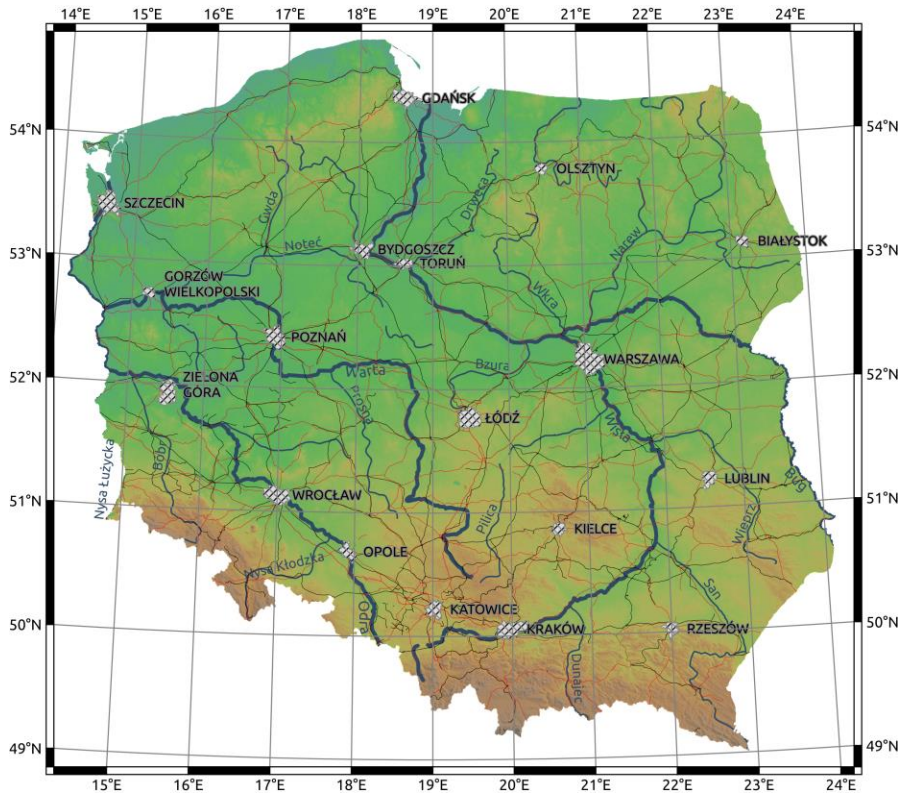 14°E 15°E 16°E 17°E 18°E 19°E 20°E 21°E 22°E 23°E 24°E
GDAŃSK
54°N 54°N
OLSZTYN
SZCZECIN
Gwda
Drwęca
BIAŁYSTOK
Noteć
BYDGOSZCZ
Narew
53°N 53°N
TORUŃ
GORZÓW
WIELKOPOLSKI
Wkra
POZNAŃ
WARSZAWA
Bzura
Warta
52°N 52°N
ZIELONA
GÓRA
Prosna
ŁÓDŹ
Wisła
Nysa Łużycka
Bóbr
LUBLIN
Bug
51°N 51°N
WROCŁAW
Pilica
KIELCE
Wieprz
OPOLE
Nysa Kłodzka
San
KATOWICE
Odra
50°N 50°N
KRAKÓW
RZESZÓW
Dunajec
49°N 49°N
15°E 16°E 17°E 18°E 19°E 20°E 21°E 22°E 23°E 24°E